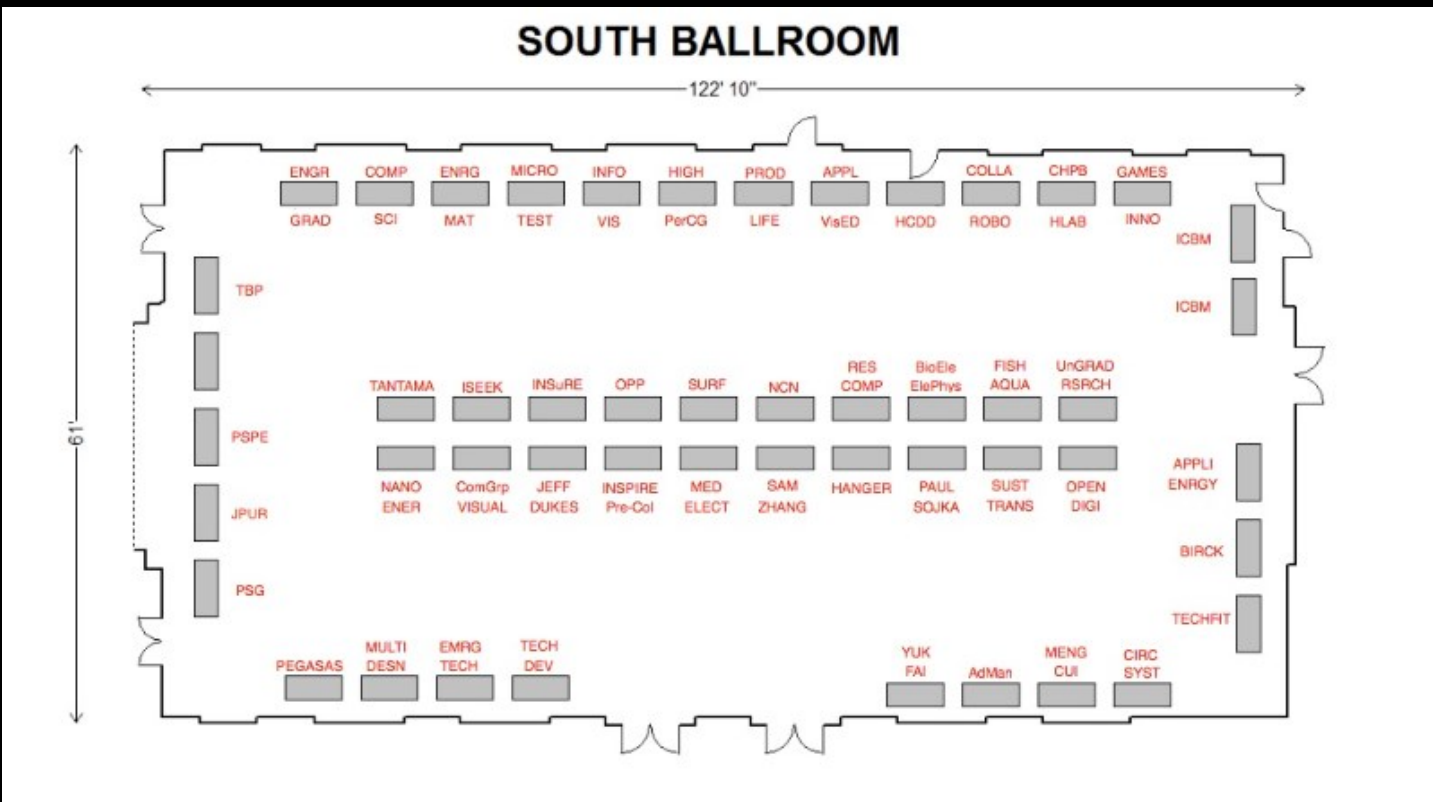 SOUTH BALLROOM
122' 10"
61'
ENGR COMP ENRG MICRO INFO HIGH PROD APPL COLLA CHPB GAMES
GRAD SCI MAT TEST VIS PerCG LIFE VisED HCDD ROBO HLAB INNO
ICBM
TBP
ICBM
RES BioEle FISH UnGRAD
TANTAMA ISEEK INSuRE OPP SURF NCN COMP ElePhys AQUA RSRCH
PSPE
APPLI
ENRGY
NANO ComGrp JEFF INSPIRE MED SAM HANGER PAUL SUST OPEN
ENER VISUAL DUKES Pre-Col ELECT ZHANG SOJKA TRANS DIGI
JPUR
BIRCK
PSG
TECHFIT
MULTI EMRG TECH YUK MENG CIRC
PEGASAS DESN TECH DEV FAI AdMan CUI SYST